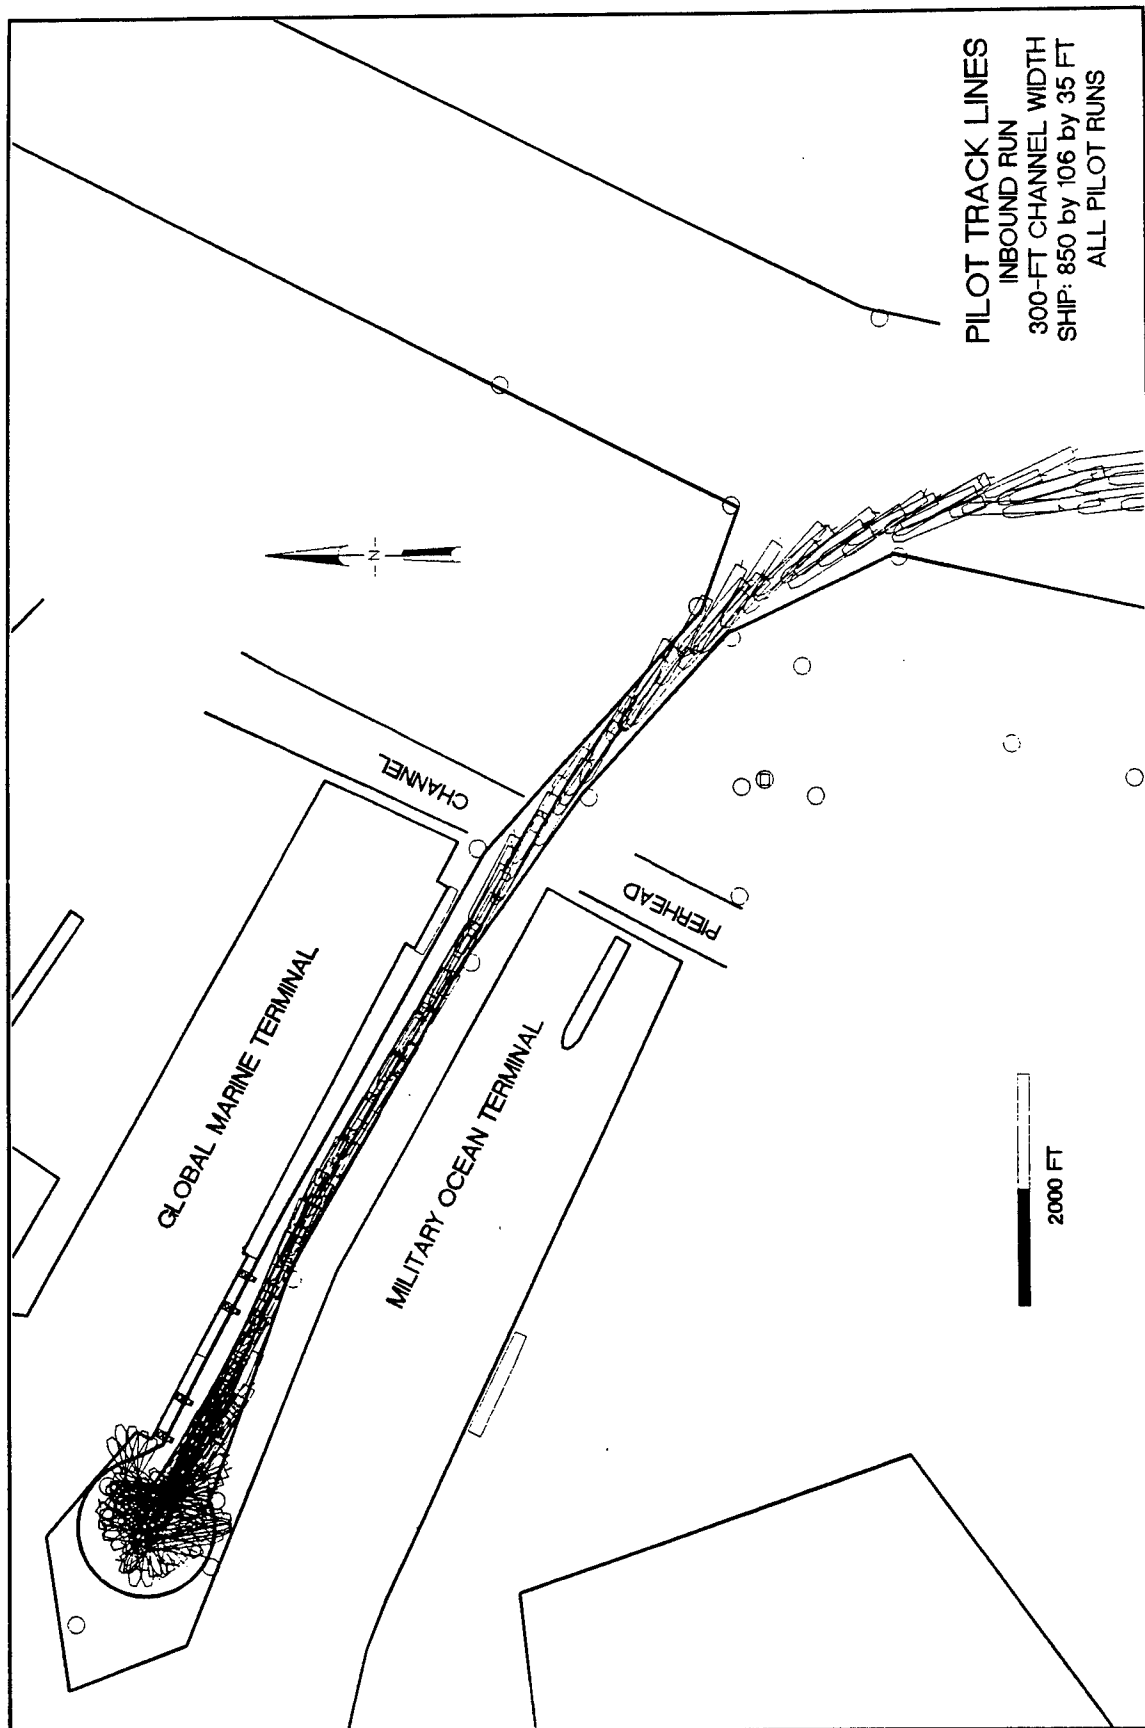 PILOT TRACK LINES
INBOUND RUN
300-FT CHANNEL WIDTH
SHIP: 850 by 106 by 35 FT
ALL PILOT RUNS
N
CHANNEL
PIERHEAD
GLOBAL MARINE TERMINAL
MILITARY OCEAN TERMINAL
2000 FT